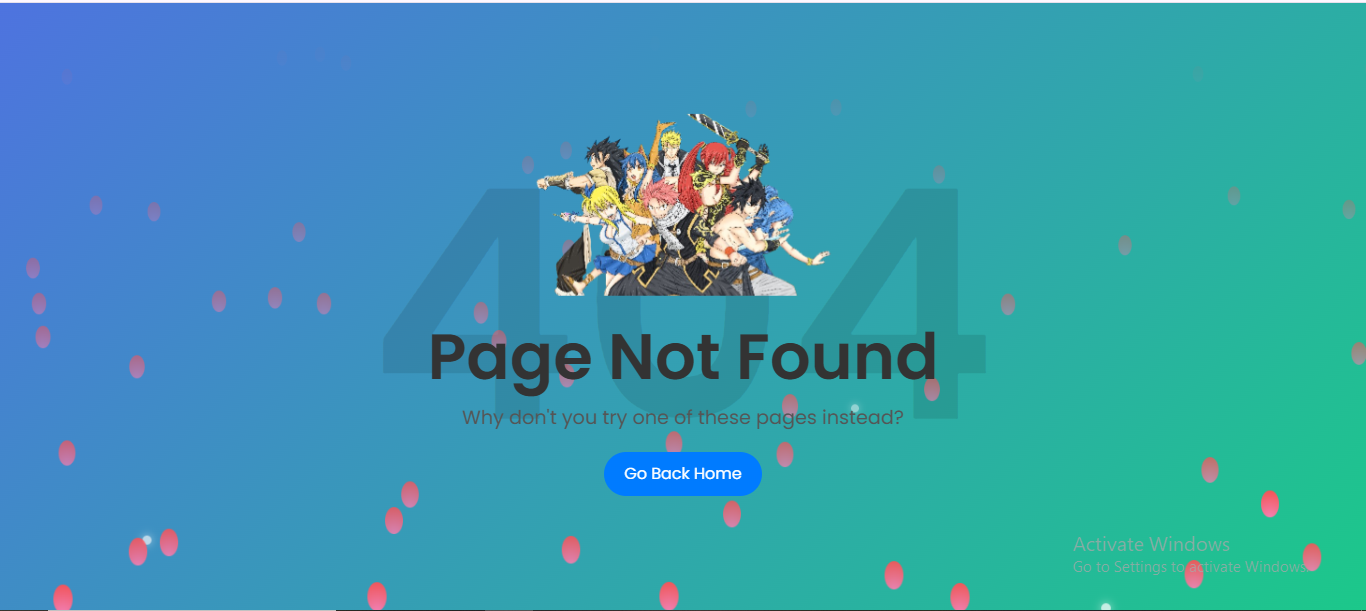 404
Page Not Found
Why don't you try one of these pages instead?
Go Back Home
Activate Windows
Go to Settings to activate Windows.